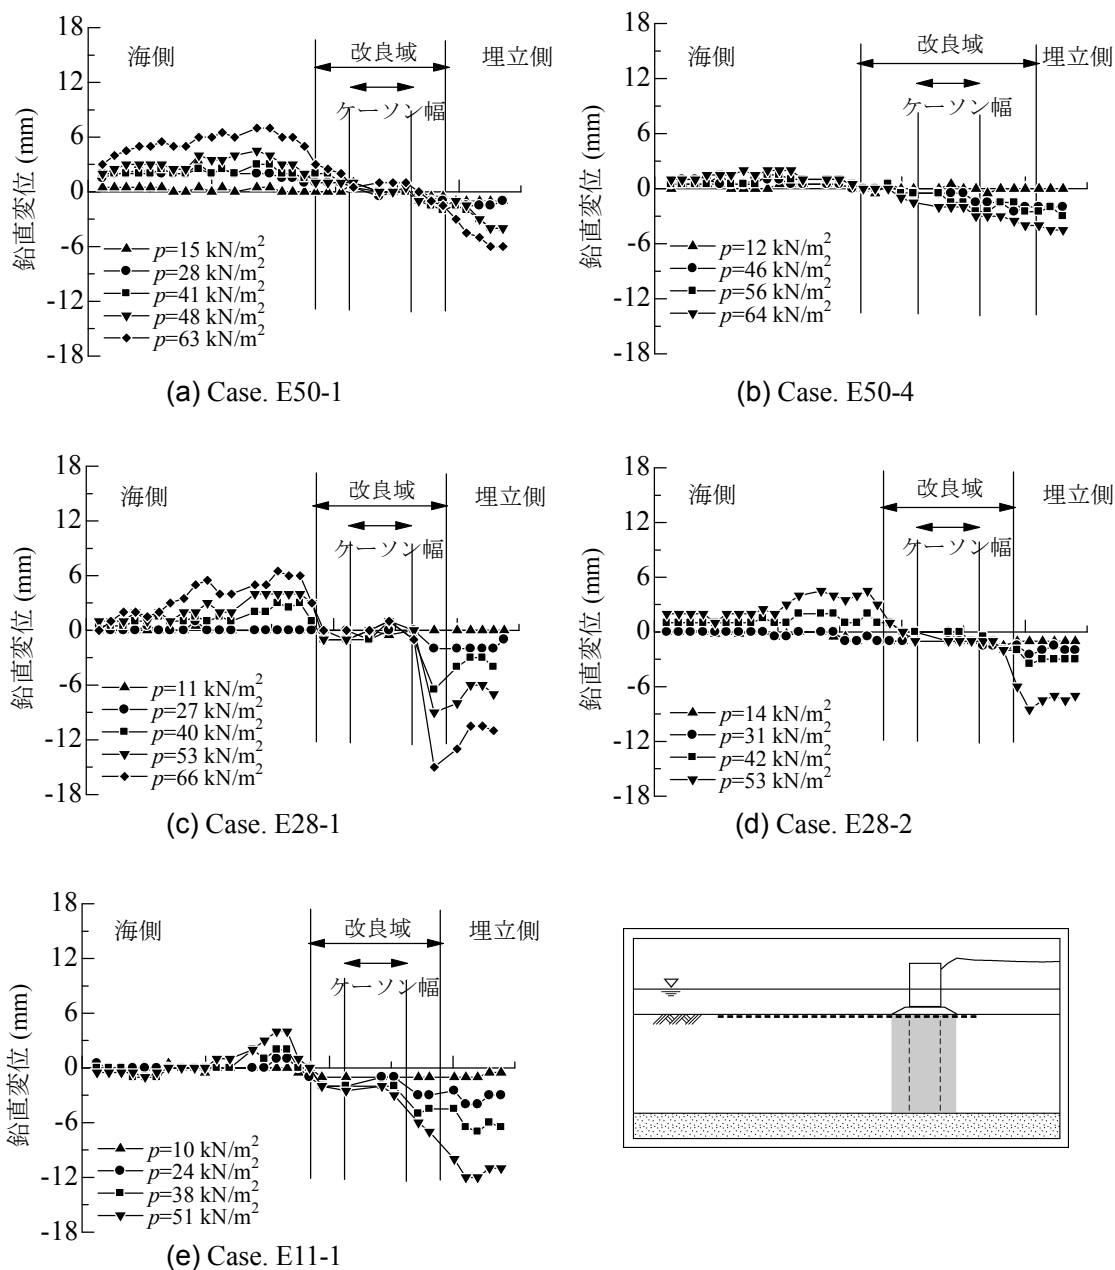 18
12
6
0
-6
-12
-18
鉛直変位 (mm)
海側
改良域
埋立側
ケーソン幅
p=15 kN/m²
p=28 kN/m²
p=41 kN/m²
p=48 kN/m²
p=63 kN/m²
(a) Case. E50-1
18
12
6
0
-6
-12
-18
鉛直変位 (mm)
海側
改良域
埋立側
ケーソン幅
p=12 kN/m²
p=46 kN/m²
p=56 kN/m²
p=64 kN/m²
(b) Case. E50-4
18
12
6
0
-6
-12
-18
鉛直変位 (mm)
海側
改良域
埋立側
ケーソン幅
p=11 kN/m²
p=27 kN/m²
p=40 kN/m²
p=53 kN/m²
p=66 kN/m²
(c) Case. E28-1
18
12
6
0
-6
-12
-18
鉛直変位 (mm)
海側
改良域
埋立側
ケーソン幅
p=14 kN/m²
p=31 kN/m²
p=42 kN/m²
p=53 kN/m²
(d) Case. E28-2
18
12
6
0
-6
-12
-18
鉛直変位 (mm)
海側
改良域
埋立側
ケーソン幅
p=10 kN/m²
p=24 kN/m²
p=38 kN/m²
p=51 kN/m²
(e) Case. E11-1